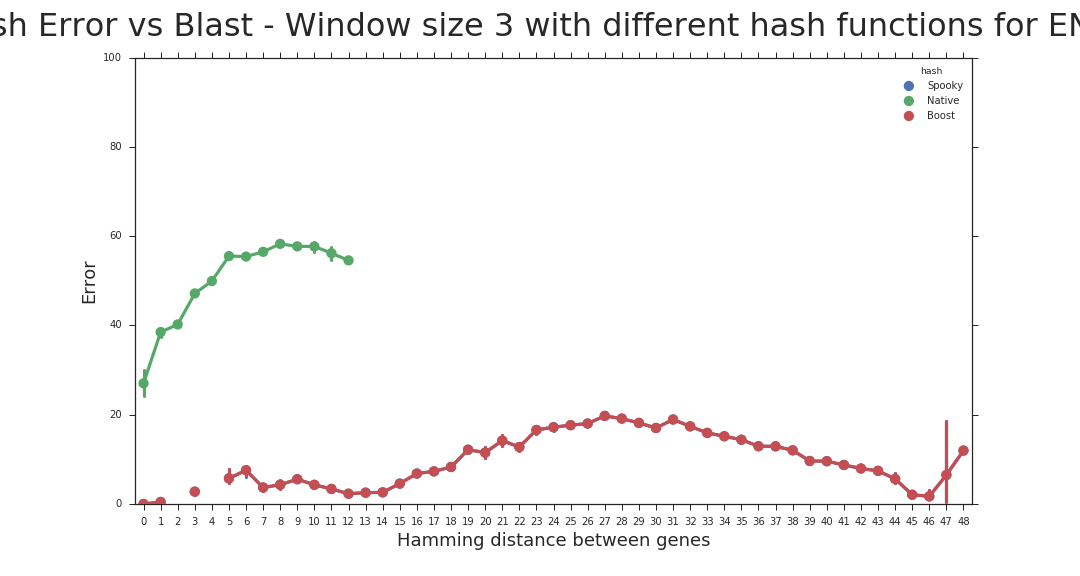 sh Error vs Blast - Window size 3 with different hash functions for EN
hash
Spooky
Native
Boost
100
80
60
40
20
0
Error
0 1 2 3 4 5 6 7 8 9 10 11 12 13 14 15 16 17 18 19 20 21 22 23 24 25 26 27 28 29 30 31 32 33 34 35 36 37 38 39 40 41 42 43 44 45 46 47 48
Hamming distance between genes